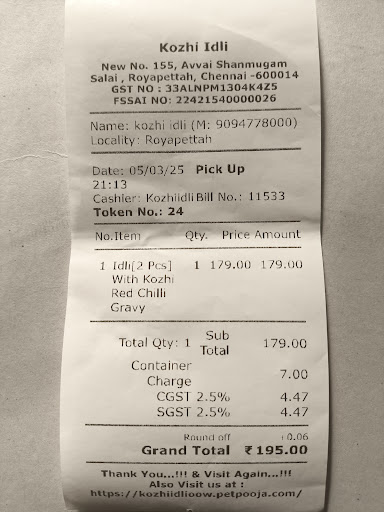 Kozhi Idli
New No. 155, Avvai Shanmugam
Salai , Royapettah, Chennai -600014
GST NO : 33ALNPM1304K4Z5
FSSAI NO: 22421540000026
Name: kozhi idli (M: 9094778000)
Locality: Royapettah
Date: 05/03/25 Pick Up
21:13
Cashier: Kozhiidli Bill No.: 11533
Token No.: 24
No.Item Qty. Price Amount
1 Idli[2 Pcs] 1 179.00 179.00
With Kozhi
Red Chilli
Gravy
Total Qty: 1 Sub Total 179.00
Container
Charge 7.00
CGST 2.5% 4.47
SGST 2.5% 4.47
Round off +0.06
Grand Total ₹195.00
Thank You...!!! & Visit Again...!!!
Also Visit us at :
https://kozhiidlioow.petpooja.com/